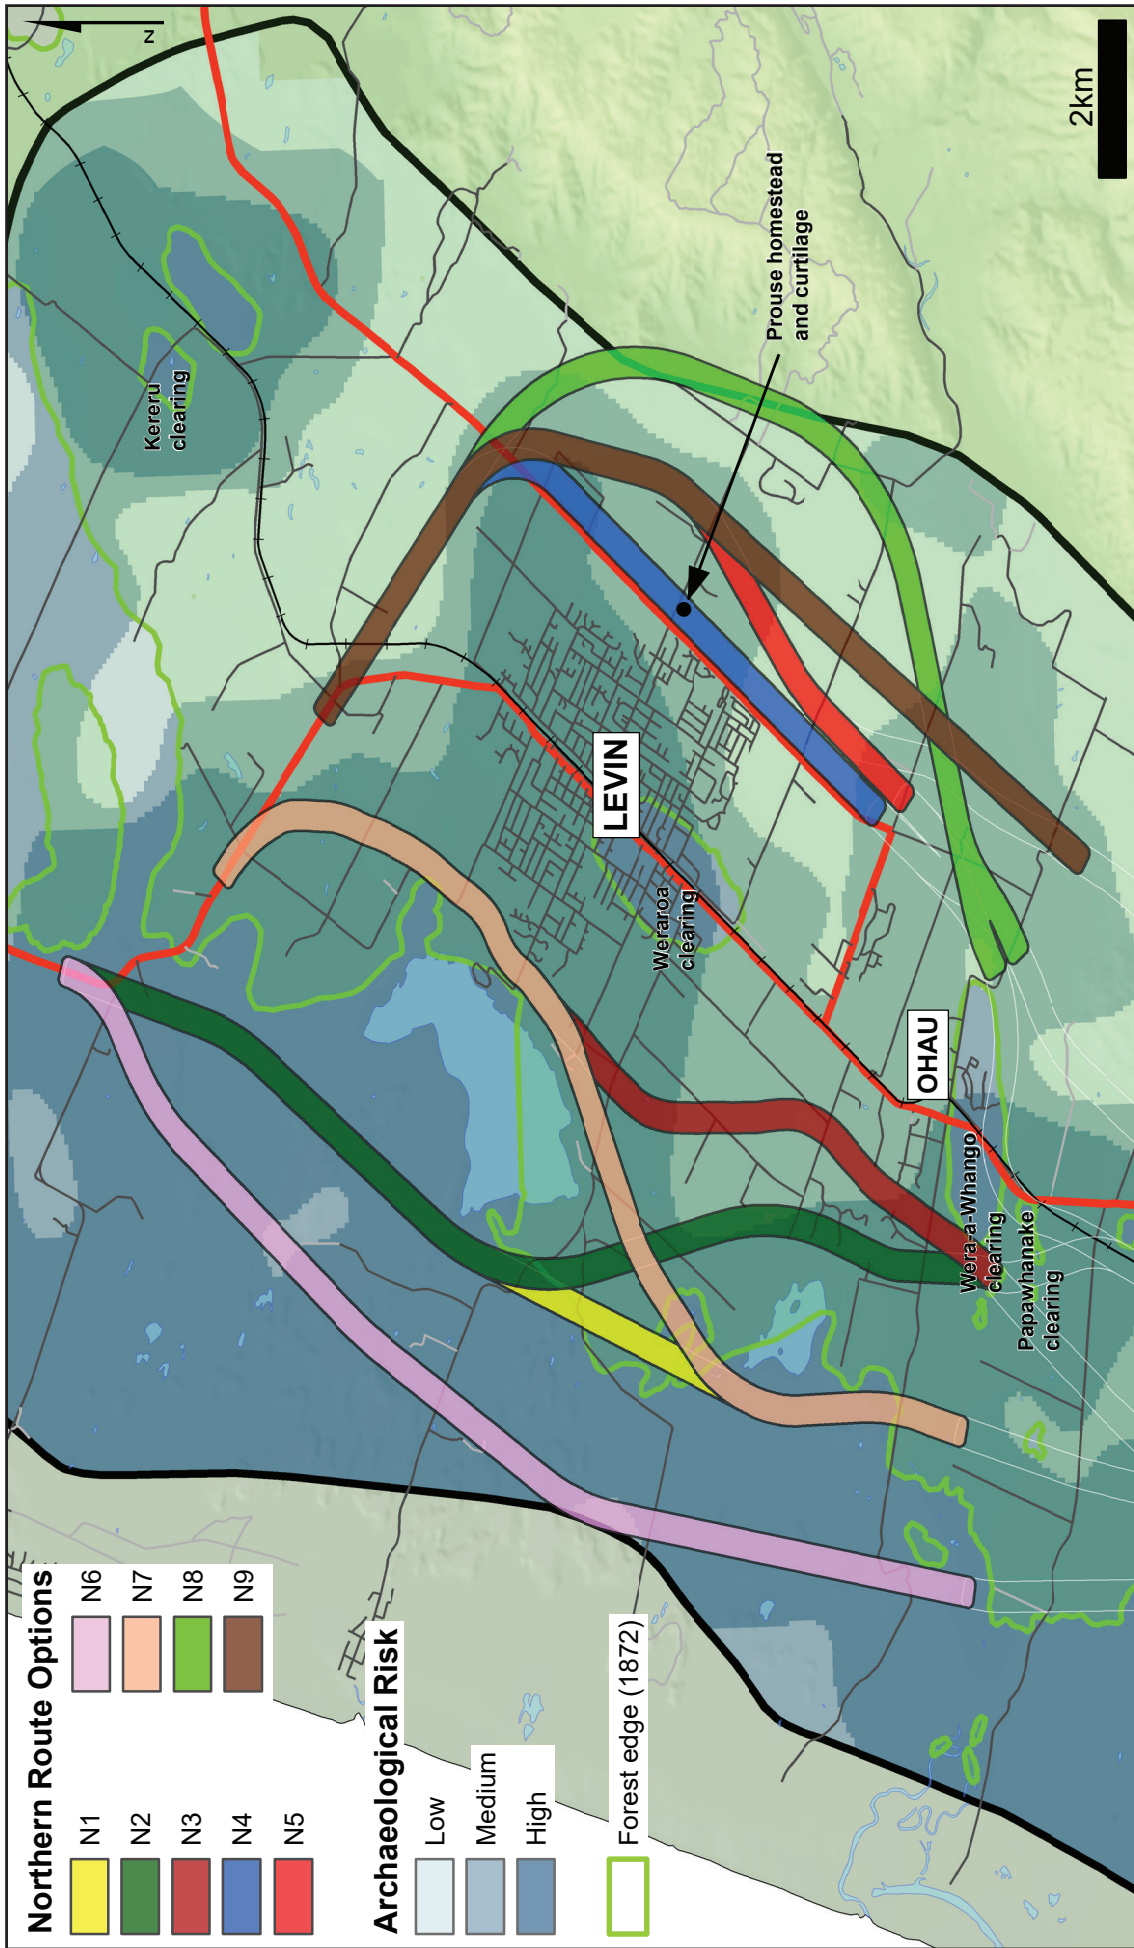 Northern Route Options
N1
N2
N3
N4
N5
N6
N7
N8
N9
Archaeological Risk
Low
Medium
High
Forest edge (1872)
Kereru
clearing
LEVIN
Weraroa
clearing
Prouse homestead
and curtilage
OHAU
Wera-a-Whango
clearing
Papawhanake
clearing
N
2km